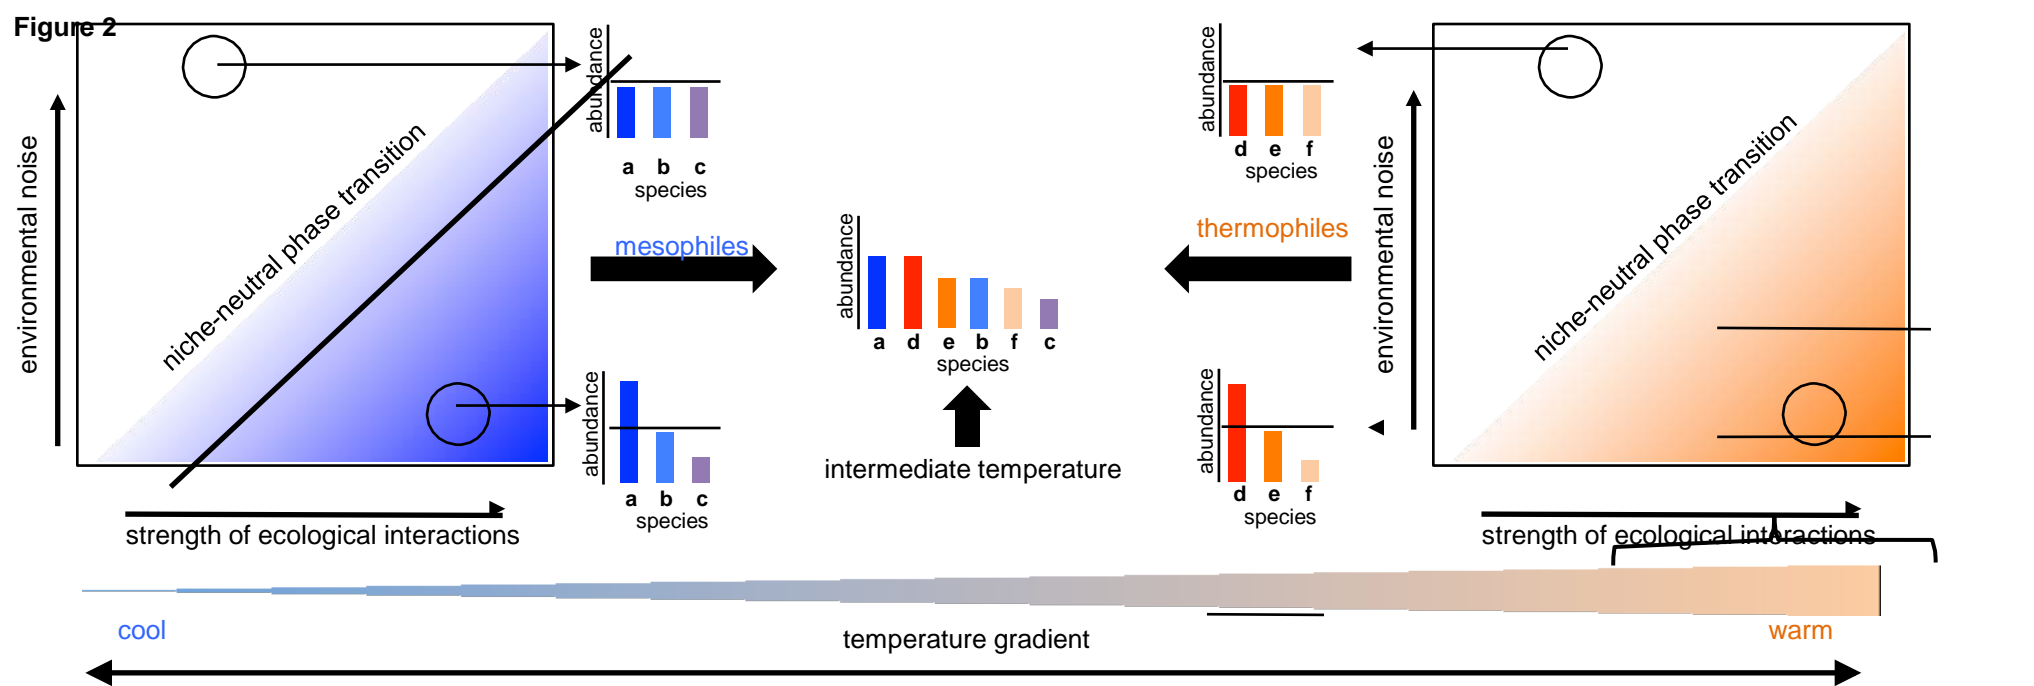 Figure 2
environmental noise
niche-neutral phase transition
strength of ecological interactions
abundance
a b c
species
mesophiles
abundance
a b c
species
abundance
a d e b f c
species
intermediate temperature
abundance
d e f
species
thermophiles
abundance
d e f
species
environmental noise
niche-neutral phase transition
strength of ecological interactions
cool
temperature gradient
warm